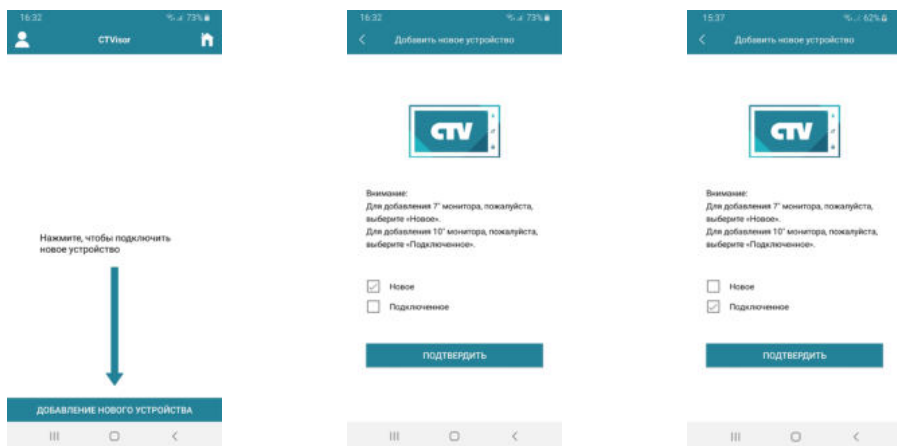 16:32
73%
CTVisor
Нажмите, чтобы подключить
новое устройство
ДОБАВЛЕНИЕ НОВОГО УСТРОЙСТВА
16:32
73%
Добавить новое устройство
CTV
Внимание:
Для добавления 7" монитора, пожалуйста,
выберите «Новое».
Для добавления 10" монитора, пожалуйста,
выберите «Подключенное».
Новое
Подключенное
ПОДТВЕРДИТЬ
15:37
62%
Добавить новое устройство
CTV
Внимание:
Для добавления 7" монитора, пожалуйста,
выберите «Новое».
Для добавления 10" монитора, пожалуйста,
выберите «Подключенное».
Новое
Подключенное
ПОДТВЕРДИТЬ